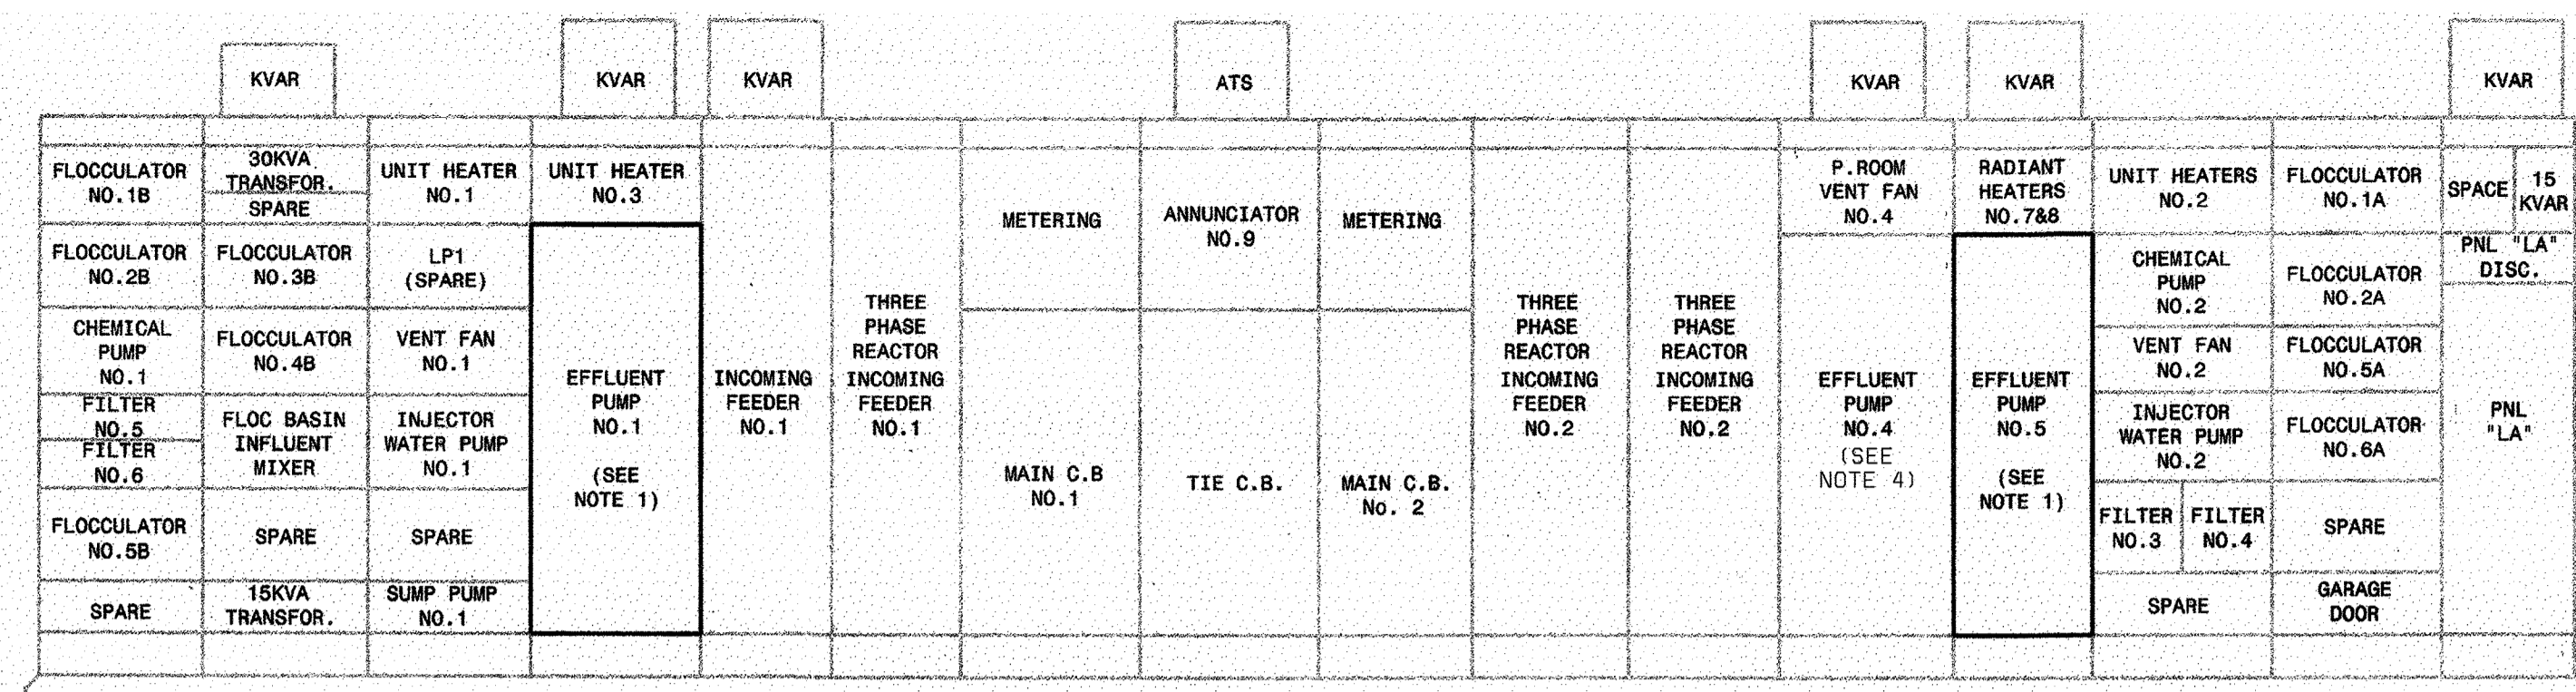 KVAR
KVAR
KVAR
ATS
KVAR
KVAR
KVAR
FLOCCULATOR
NO.1B
FLOCCULATOR
NO.2B
CHEMICAL
PUMP
NO.1
FILTER
NO.5
FILTER
NO.6
FLOCCULATOR
NO.5B
SPARE
30KVA
TRANSFOR.
SPARE
FLOCCULATOR
NO.3B
FLOCCULATOR
NO.4B
FLOC BASIN
INFLUENT
MIXER
SPARE
15KVA
TRANSFOR.
UNIT HEATER
NO.1
LP1
(SPARE)
VENT FAN
NO.1
INJECTOR
WATER PUMP
NO.1
SPARE
SUMP PUMP
NO.1
UNIT HEATER
NO.3
EFFLUENT
PUMP
NO.1
(SEE
NOTE 1)
INCOMING
FEEDER
NO.1
THREE
PHASE
REACTOR
INCOMING
FEEDER
NO.1
METERING
MAIN C.B
NO.1
ANNUNCIATOR
NO.9
TIE C.B.
METERING
MAIN C.B.
No. 2
THREE
PHASE
REACTOR
INCOMING
FEEDER
NO.2
THREE
PHASE
REACTOR
INCOMING
FEEDER
NO.2
P.ROOM
VENT FAN
NO.4
EFFLUENT
PUMP
NO.4
(SEE
NOTE 4)
RADIANT
HEATERS
NO.7&8
EFFLUENT
PUMP
NO.5
(SEE
NOTE 1)
UNIT HEATERS
NO.2
CHEMICAL
PUMP
NO.2
VENT FAN
NO.2
INJECTOR
WATER PUMP
NO.2
FILTER
NO.3
FILTER
NO.4
SPARE
FLOCCULATOR
NO.1A
FLOCCULATOR
NO.2A
FLOCCULATOR
NO.5A
FLOCCULATOR
NO.6A
SPARE
GARAGE
DOOR
SPACE
15
KVAR
PNL "LA"
DISC.
PNL
"LA"